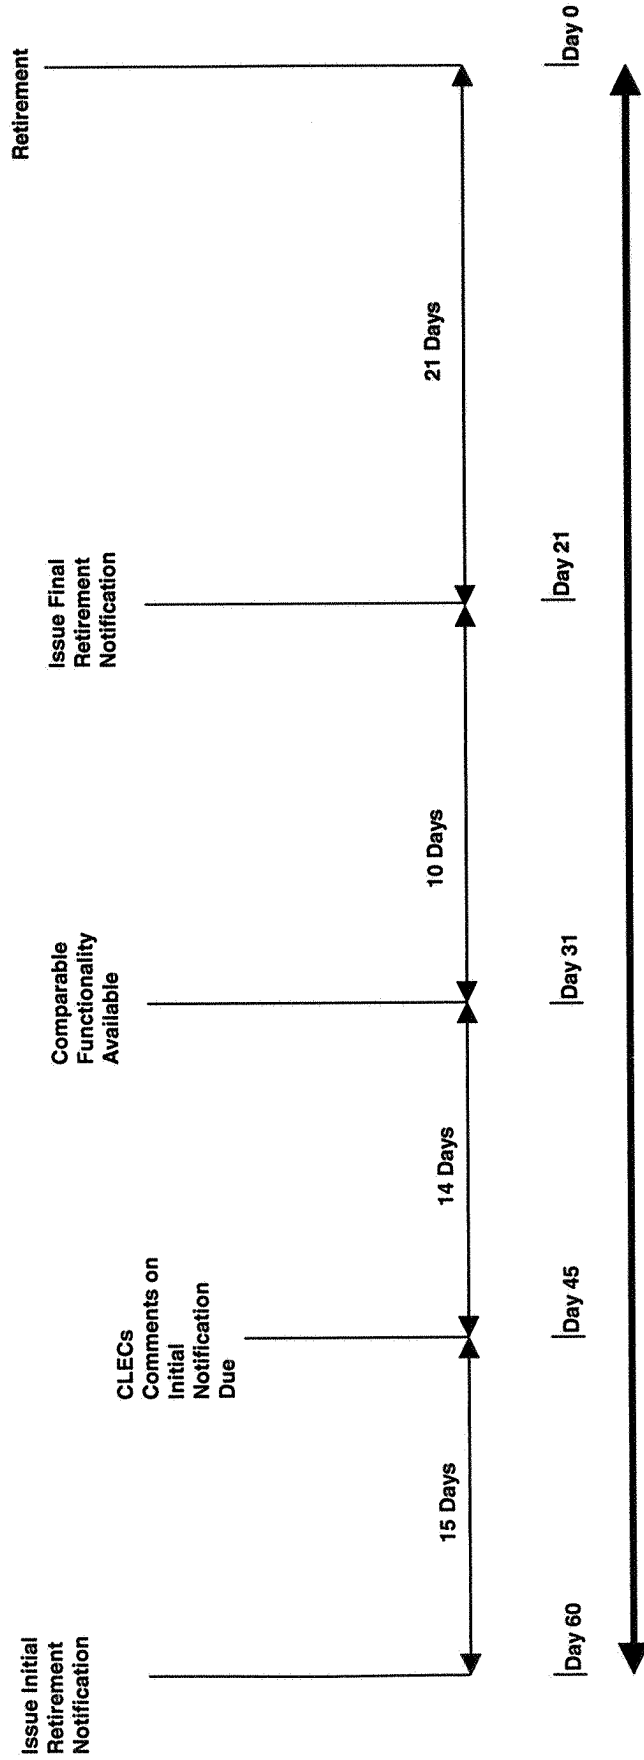 Issue Initial
Retirement
Notification
CLECs
Comments on
Initial
Notification
Due
Comparable
Functionality
Available
Issue Final
Retirement
Notification
Retirement
15 Days
14 Days
10 Days
21 Days
Day 60
Day 45
Day 31
Day 21
Day 0